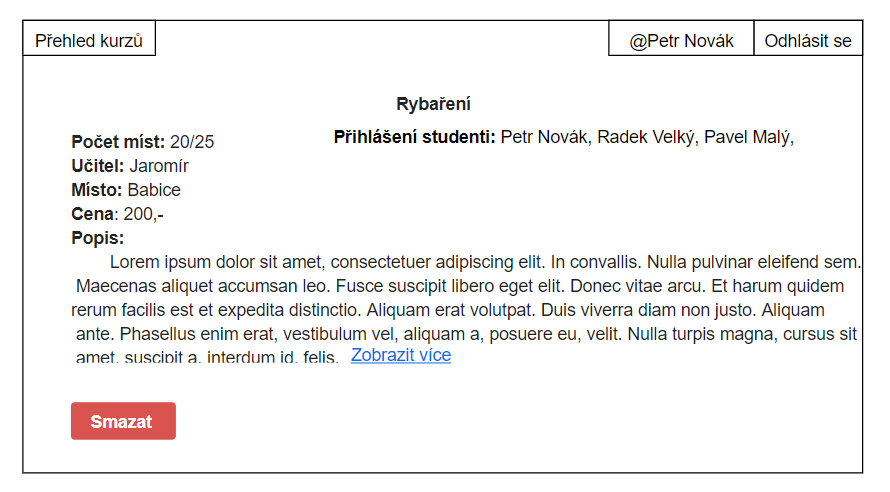 Přehled kurzů
@Petr Novák
Odhlásit se
Rybaření
Počet míst: 20/25
Přihlášení studenti: Petr Novák, Radek Velký, Pavel Malý,
Učitel: Jaromír
Místo: Babice
Cena: 200,-
Popis:
Lorem ipsum dolor sit amet, consectetuer adipiscing elit. In convallis. Nulla pulvinar eleifend sem.
Maecenas aliquet accumsan leo. Fusce suscipit libero eget elit. Donec vitae arcu. Et harum quidem
rerum facilis est et expedita distinctio. Aliquam erat volutpat. Duis viverra diam non justo. Aliquam
ante. Phasellus enim erat, vestibulum vel, aliquam a, posuere eu, velit. Nulla turpis magna, cursus sit
amet, suscipit a, interdum id, felis. Zobrazit více
Smazat